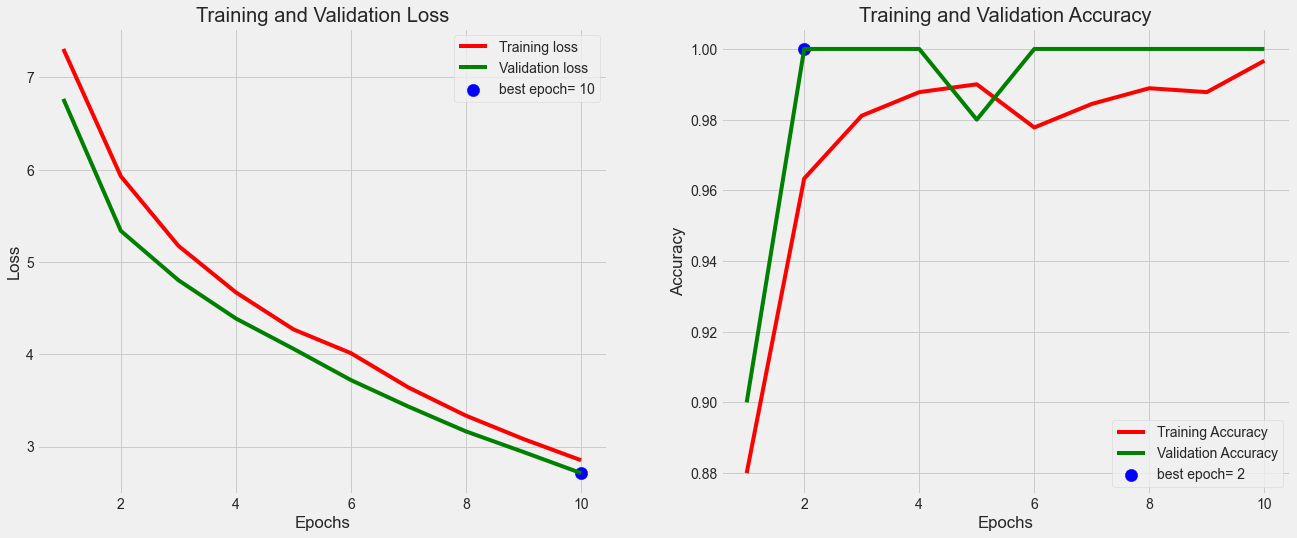 Training and Validation Loss
Training loss
Validation loss
best epoch= 10
7
6
5
4
3
Loss
2
4
6
8
10
Epochs
Training and Validation Accuracy
1.00
0.98
0.96
0.94
0.92
0.90
0.88
Accuracy
Training Accuracy
Validation Accuracy
best epoch= 2
2
4
6
8
10
Epochs